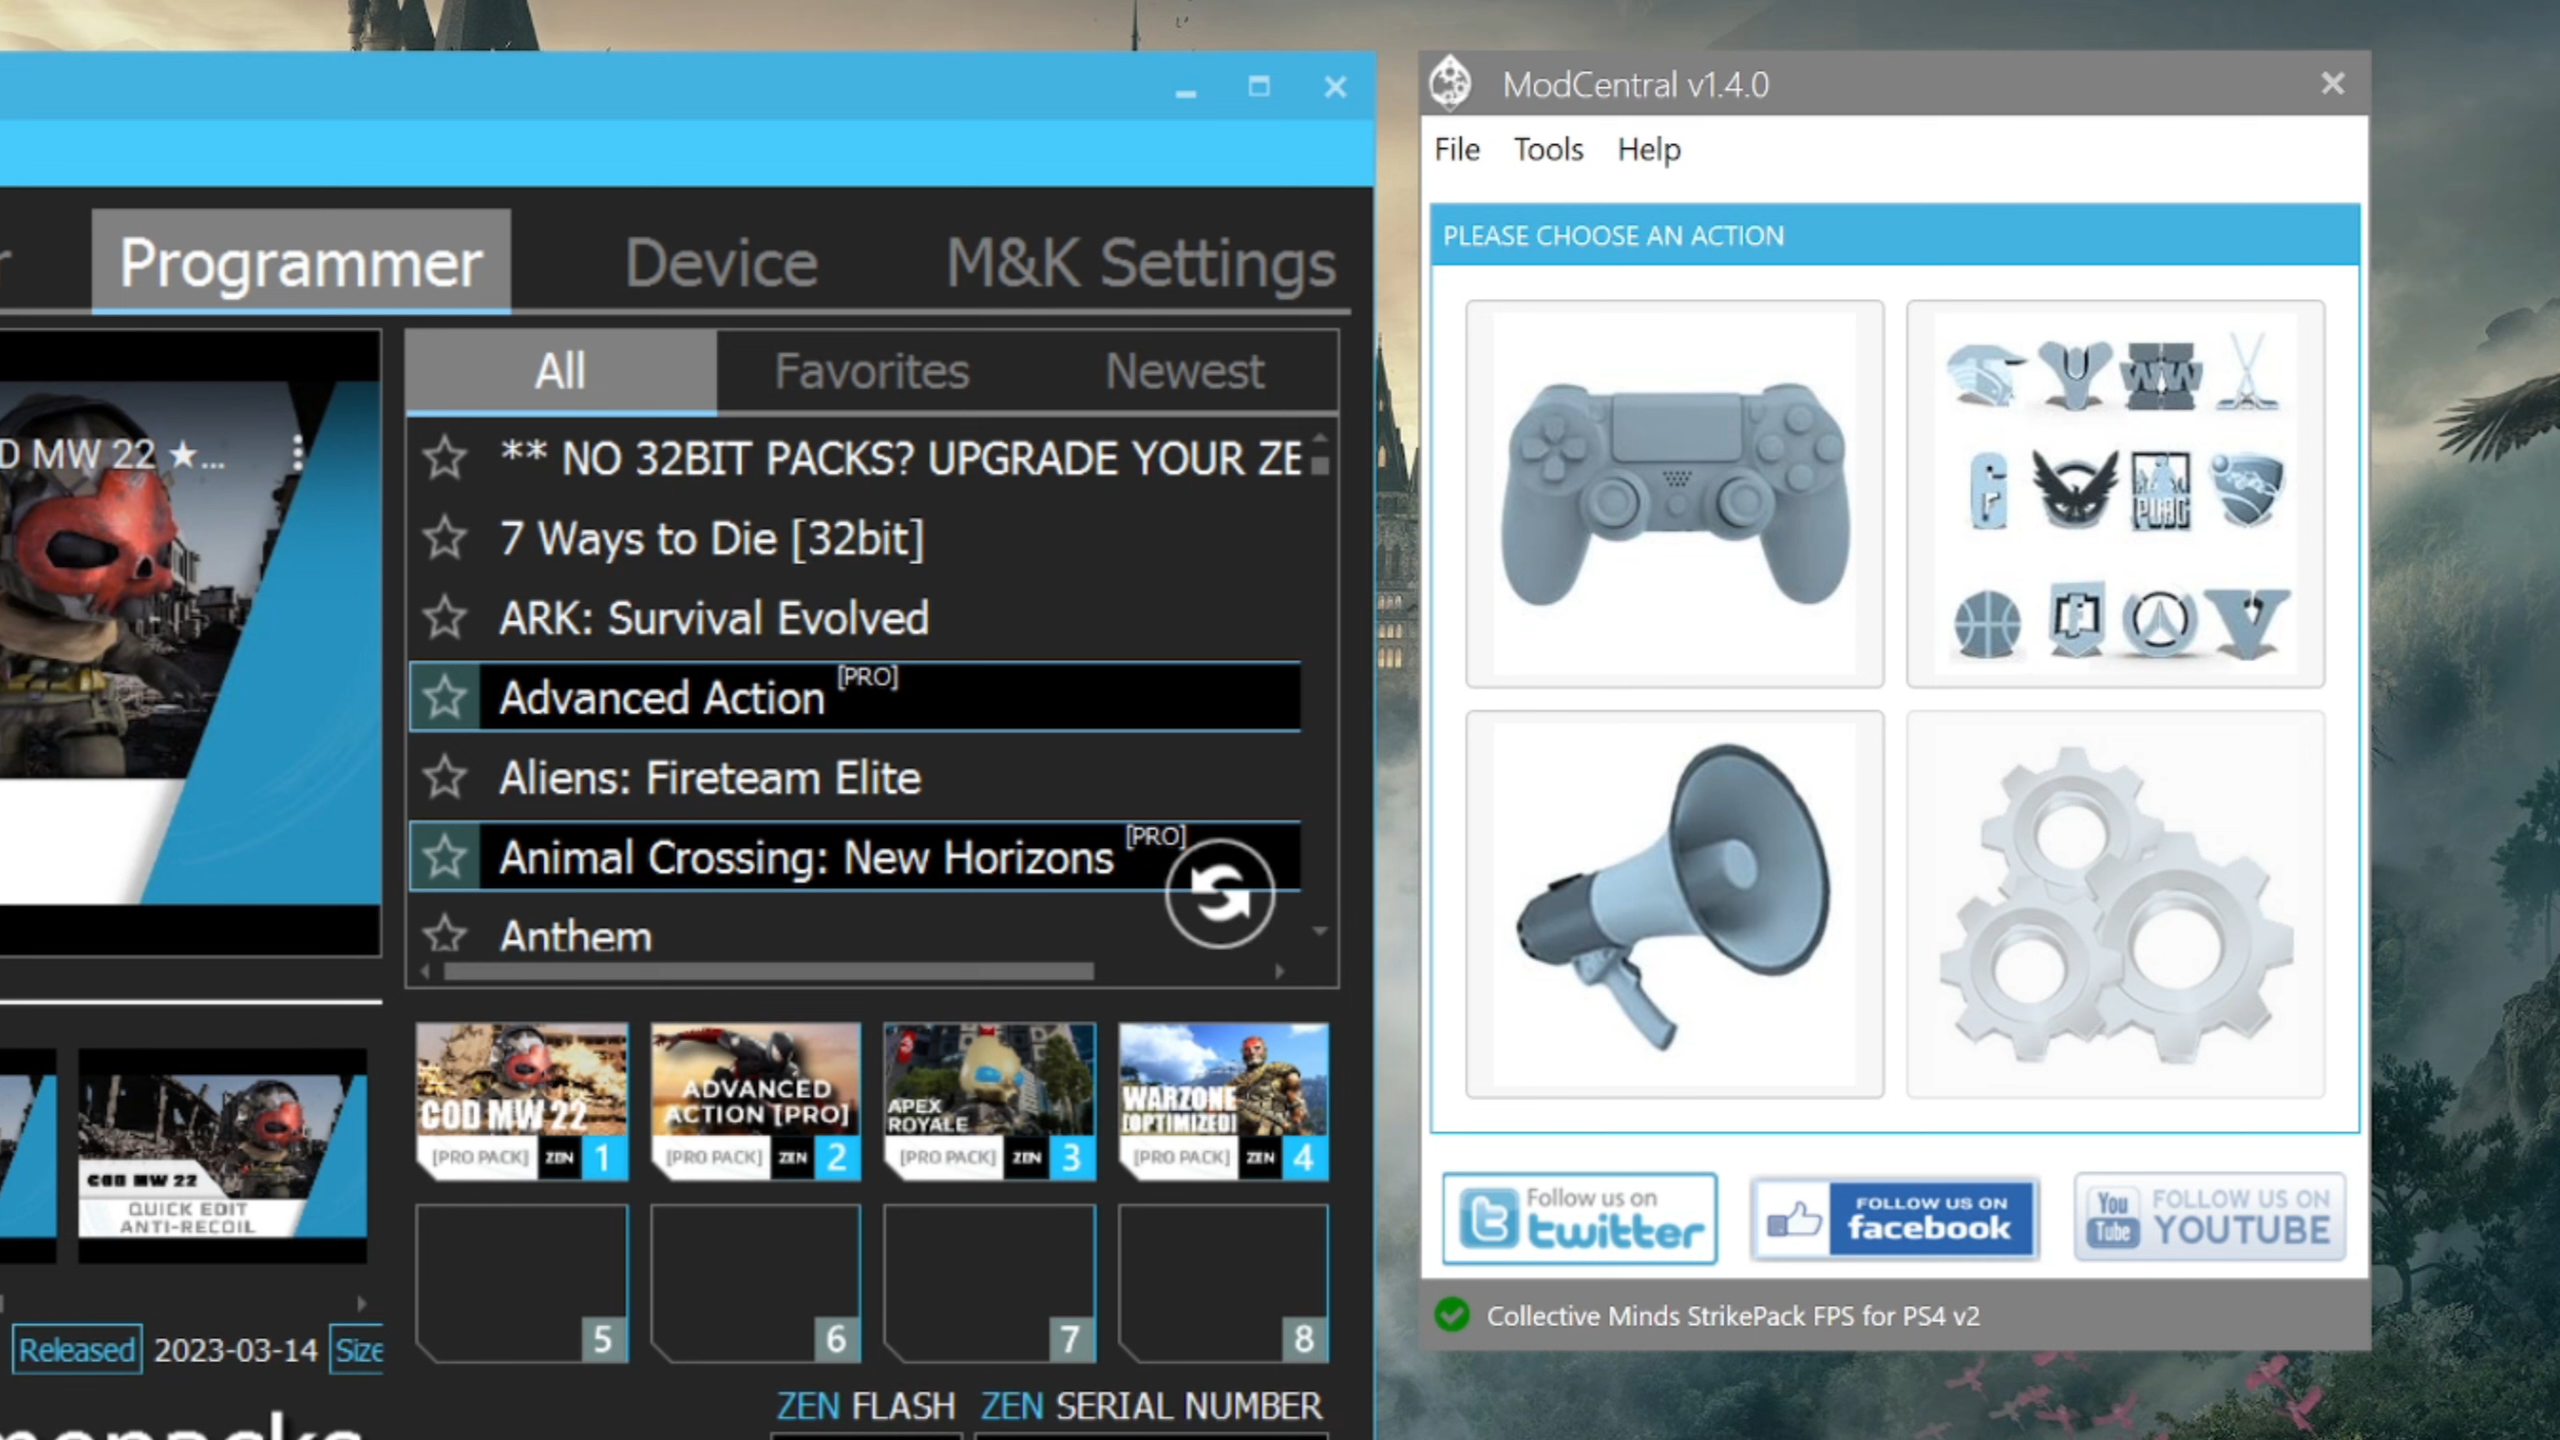 ModCentral v1.4.0
File Tools Help
Programmer Device M&K Settings
PLEASE CHOOSE AN ACTION
All Favorites Newest
D MW 22 ★...
** NO 32BIT PACKS? UPGRADE YOUR ZE
7 Ways to Die [32bit]
ARK: Survival Evolved
Advanced Action [PRO]
Aliens: Fireteam Elite
Animal Crossing: New Horizons [PRO]
Anthem
PUBG
COD MW 22
[PRO PACK] ZEN 1
ADVANCED
ACTION [PRO]
[PRO PACK] ZEN 2
APEX
ROYALE
[PRO PACK] ZEN 3
WARZONE
[OPTIMIZED]
[PRO PACK] ZEN 4
COD MW 22
QUICK EDIT
ANTI-RECOIL
5 6 7 8
Released 2023-03-14 Size
ZEN FLASH ZEN SERIAL NUMBER
Follow us on
twitter
FOLLOW US ON
facebook
You
Tube
FOLLOW US ON
YOUTUBE
Collective Minds StrikePack FPS for PS4 v2